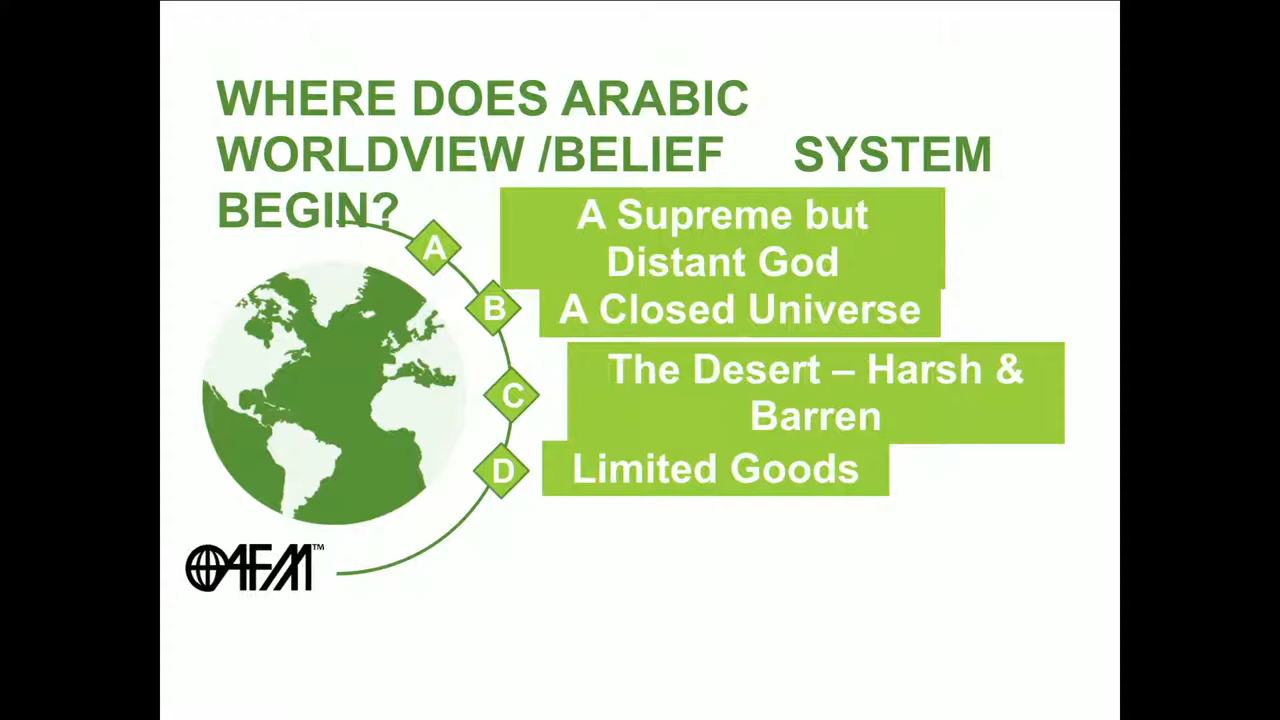 WHERE DOES ARABIC
WORLDVIEW /BELIEF SYSTEM
BEGIN?
A
A Supreme but
Distant God
B
A Closed Universe
C
The Desert – Harsh &
Barren
D
Limited Goods
AFM™